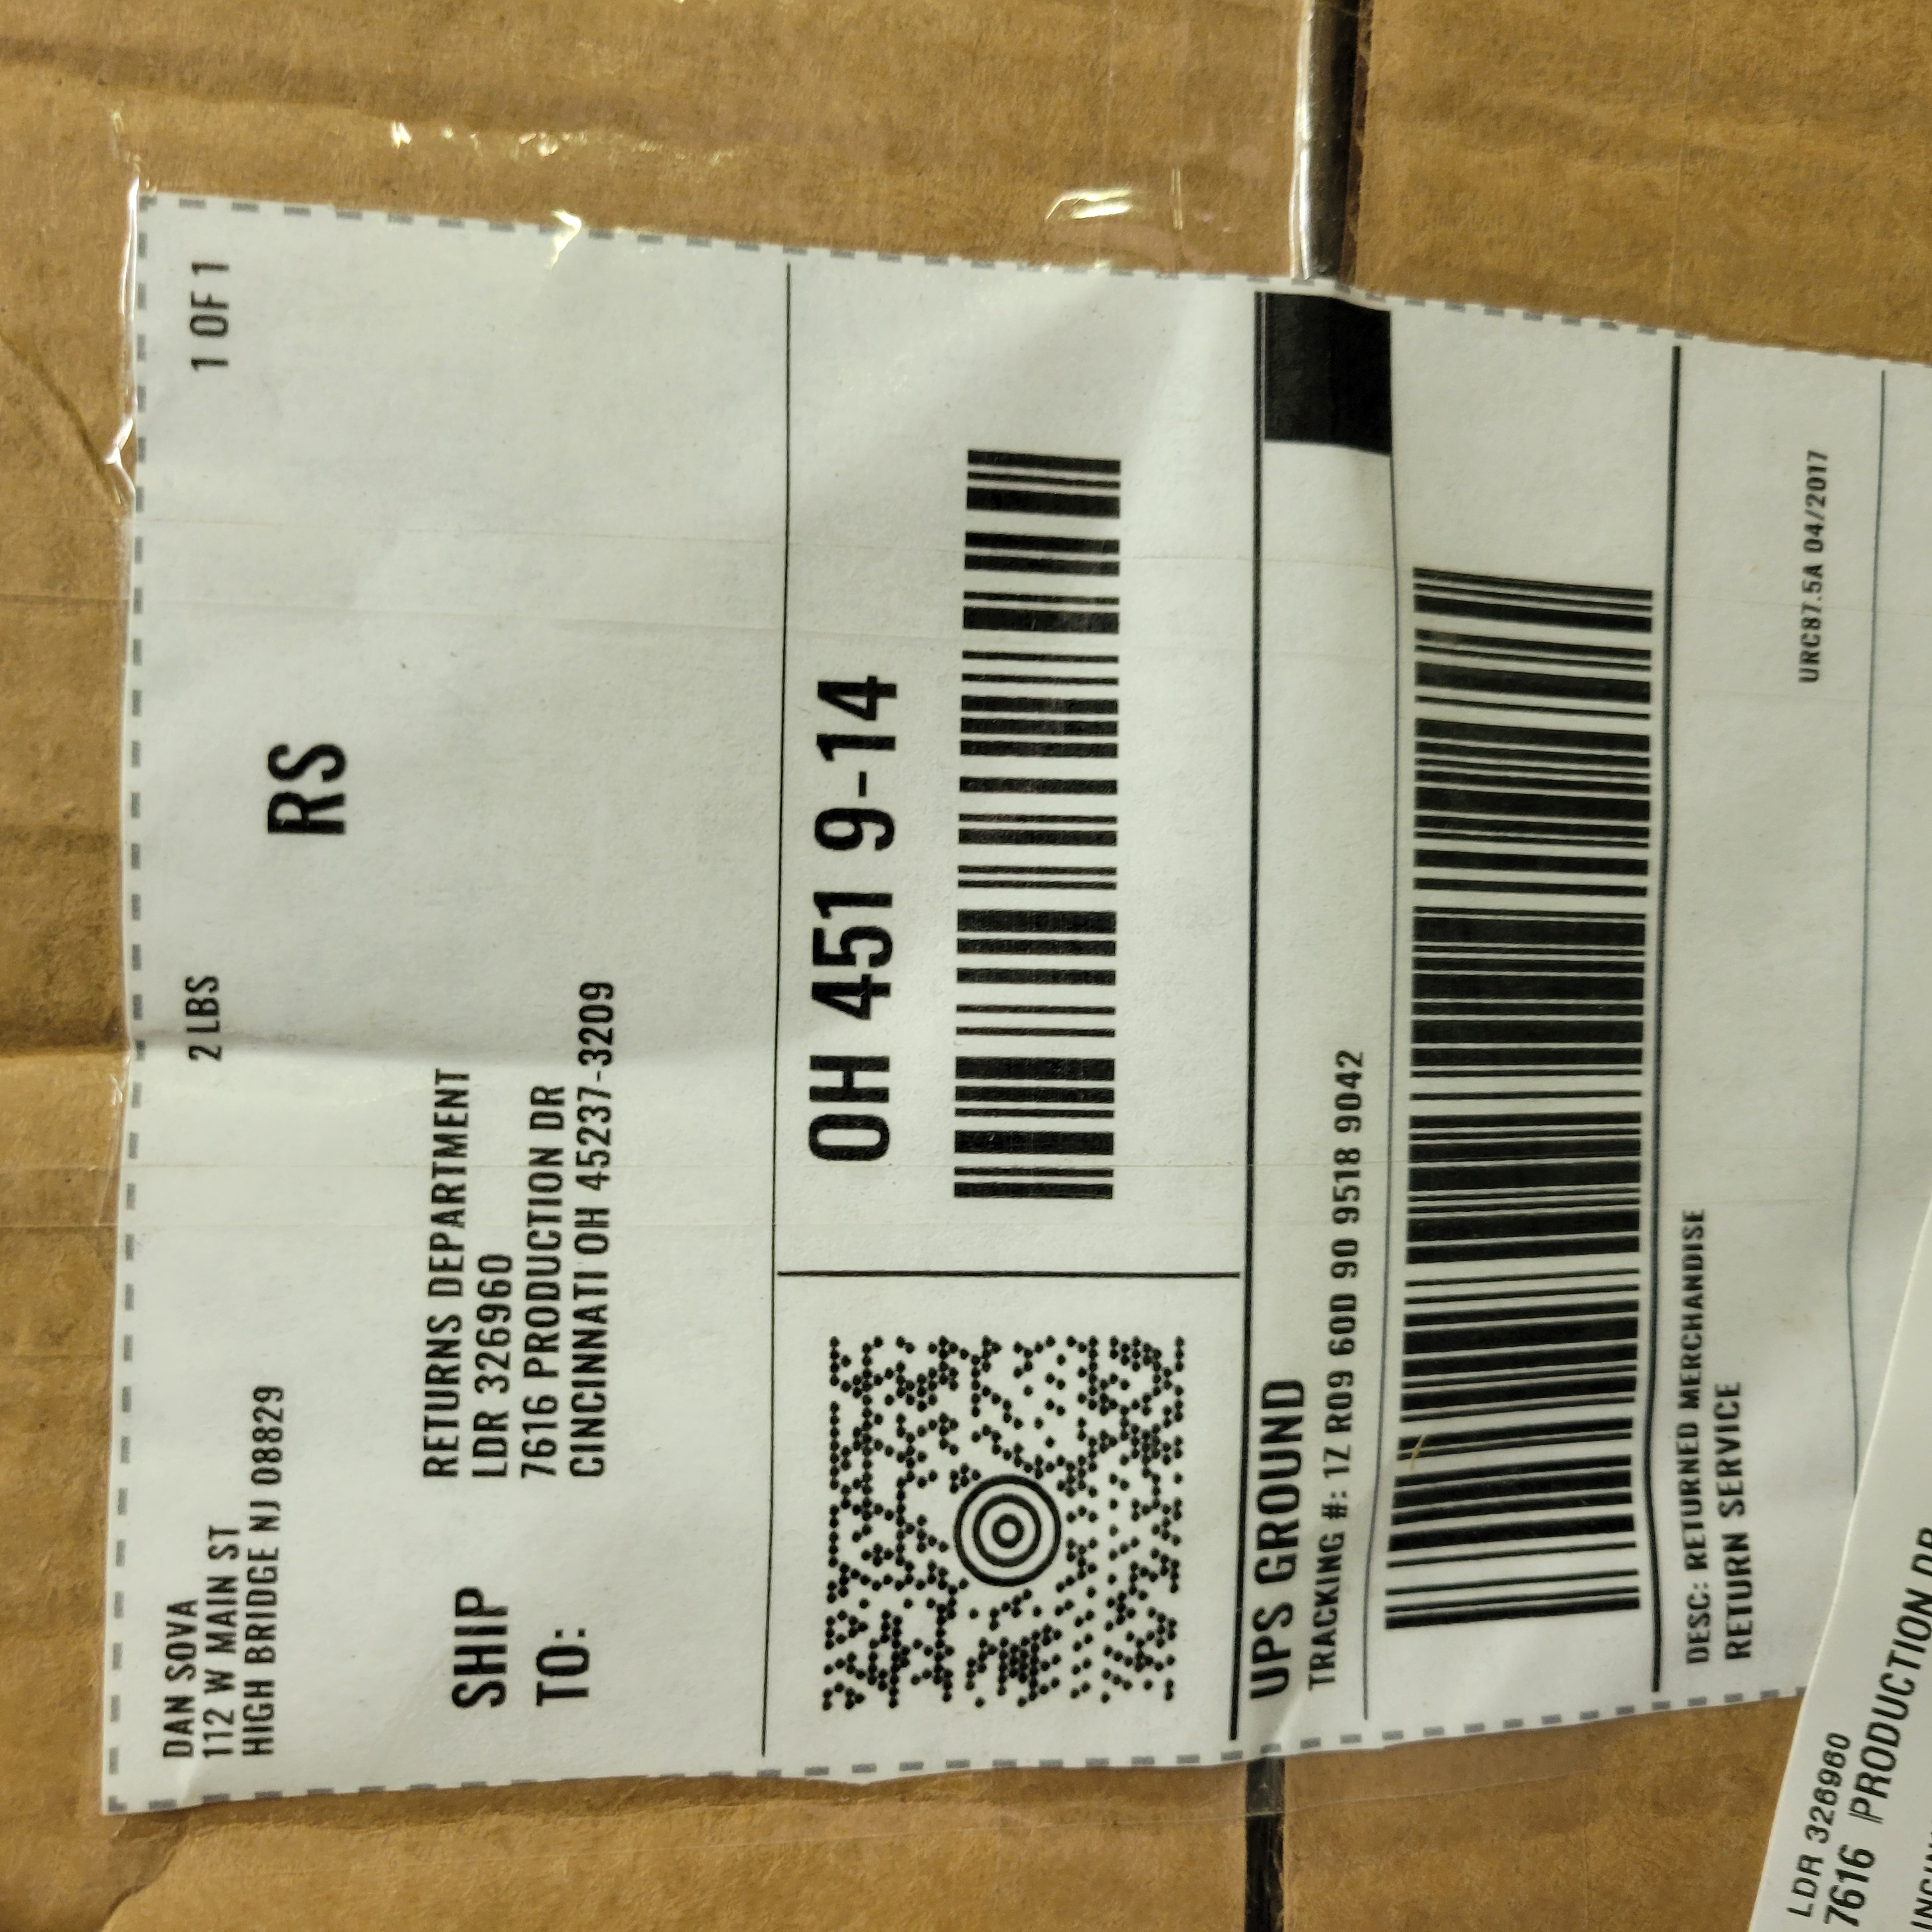 DAN SOVA
112 W MAIN ST
HIGH BRIDGE NJ 08829
2 LBS
1 OF 1
RS
SHIP
TO:
RETURNS DEPARTMENT
LDR 326960
7616 PRODUCTION DR
CINCINNATI OH 45237-3209
OH 451 9-14
UPS GROUND
TRACKING #: 1Z R09 60D 90 9518 9042
DESC: RETURNED MERCHANDISE
RETURN SERVICE
URC87.5A 04/2017
LDR 326960
7616 PRODUCTION DR